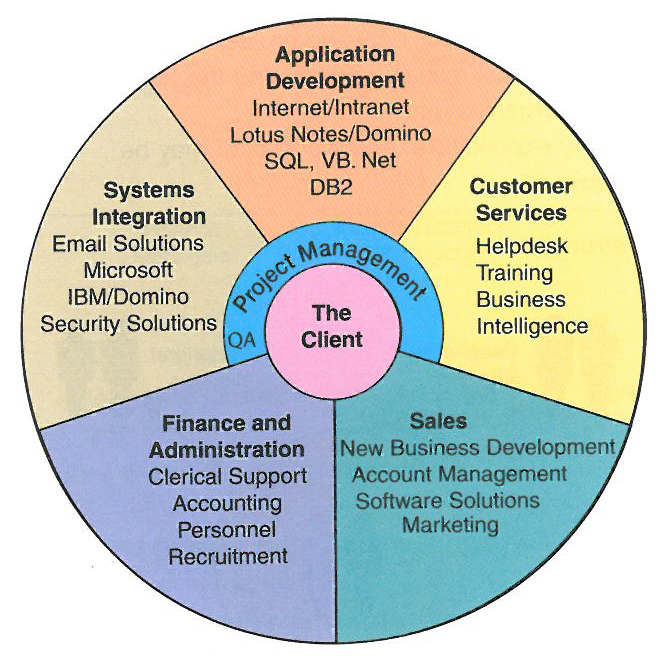 Application
Development
Internet/Intranet
Lotus Notes/Domino
SQL, VB. Net
DB2
Customer
Services
Helpdesk
Training
Business
Intelligence
Systems
Integration
Email Solutions
Microsoft
IBM/Domino
Security Solutions
Project Management
QA
The
Client
Finance and
Administration
Clerical Support
Accounting
Personnel
Recruitment
Sales
New Business Development
Account Management
Software Solutions
Marketing